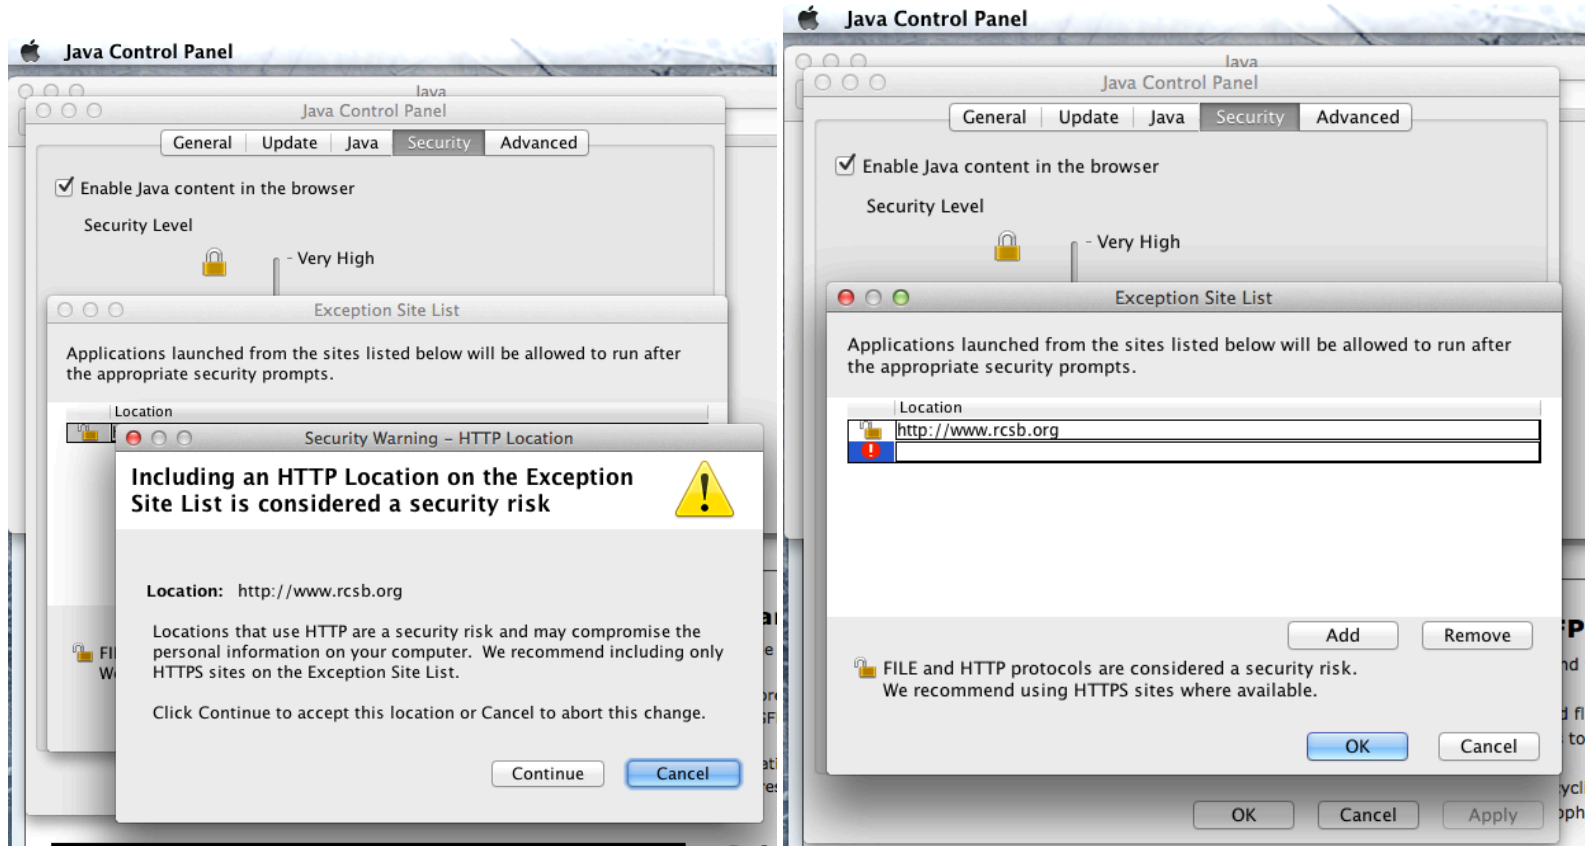 Java Control Panel
Java
Java Control Panel
General Update Java Security Advanced
Enable Java content in the browser
Security Level
- Very High
Exception Site List
Applications launched from the sites listed below will be allowed to run after
the appropriate security prompts.
Location
Security Warning – HTTP Location
Including an HTTP Location on the Exception
Site List is considered a security risk
Location: http://www.rcsb.org
Locations that use HTTP are a security risk and may compromise the
personal information on your computer. We recommend including only
HTTPS sites on the Exception Site List.
Click Continue to accept this location or Cancel to abort this change.
Continue Cancel
Java Control Panel
Java
Java Control Panel
General Update Java Security Advanced
Enable Java content in the browser
Security Level
- Very High
Exception Site List
Applications launched from the sites listed below will be allowed to run after
the appropriate security prompts.
Location
http://www.rcsb.org
Add Remove
FILE and HTTP protocols are considered a security risk.
We recommend using HTTPS sites where available.
OK Cancel
OK Cancel Apply